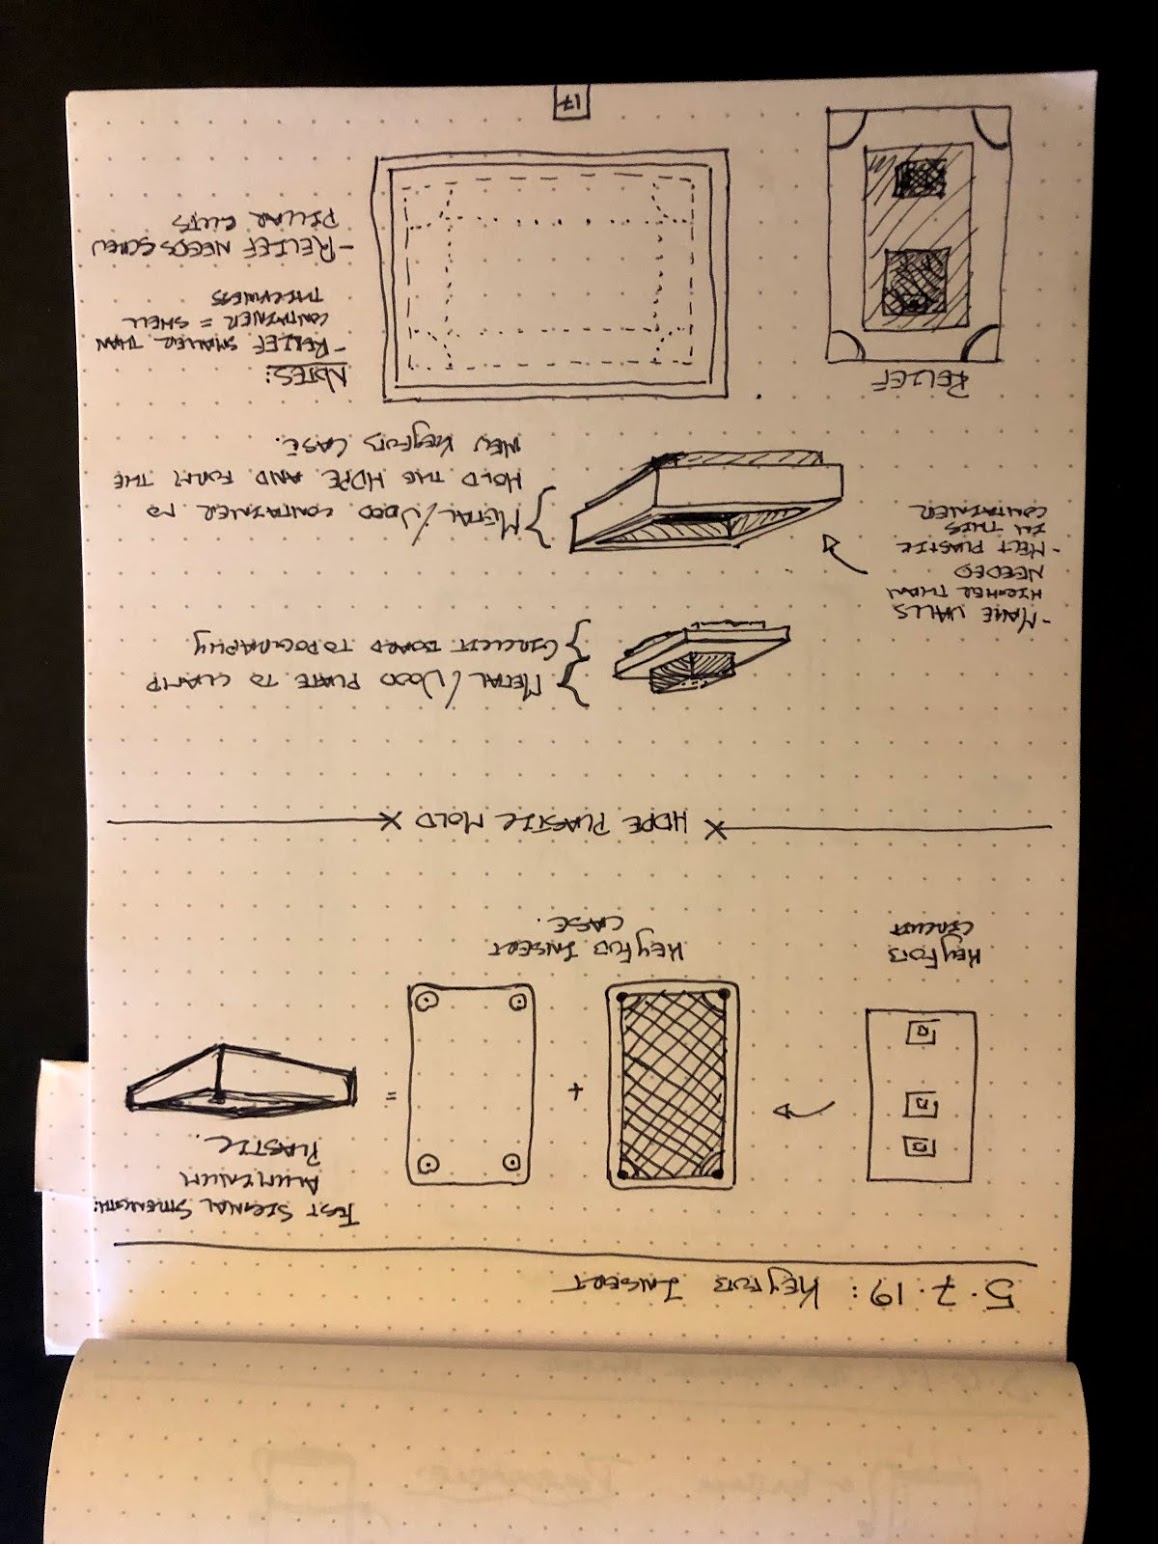 5.7.19: KEYFOB INSERT
TEST SIGNAL STRENGTH:
ALUMINIUM
PLASTIC.
+
=
KEYFOB
CIRCUIT
KEYFOB INSERT
CASE.
HDPE PLASTIC MOLD
METAL/WOOD PLATE TO CLAMP
CIRCUIT BOARD TOPOGRAPHY
- MAKE WALLS
HIGHER THAN
NEEDED
- MELT PLASTIC
IN THIS
CONTAINER
METAL/WOOD CONTAINER TO
HOLD THE HDPE AND FORM THE
NEW KEYFOB CASE.
RELIEF
NOTES:
- RELIEF SMALLER THAN
CONTAINER = SHELL
THICKNESS
- RELIEF NEEDS SCREW
PILLAR CUTS
17